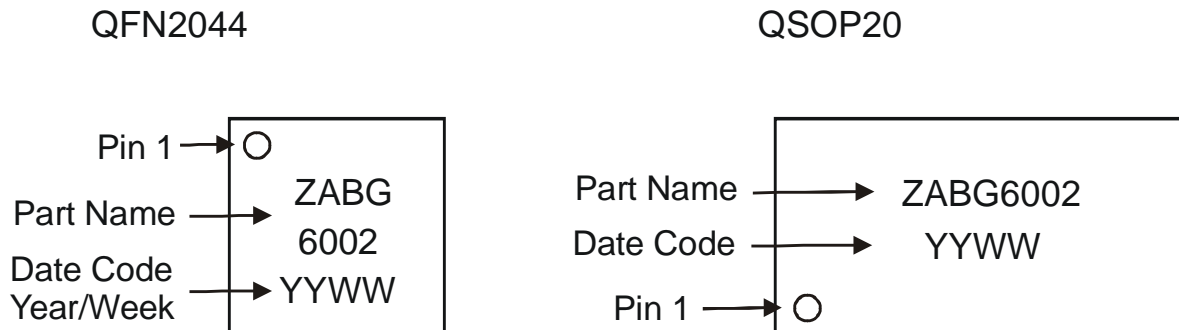 QFN2044
Pin 1
Part Name
Date Code
Year/Week
ZABG
6002
YYWW
QSOP20
Part Name
Date Code
Pin 1
ZABG6002
YYWW